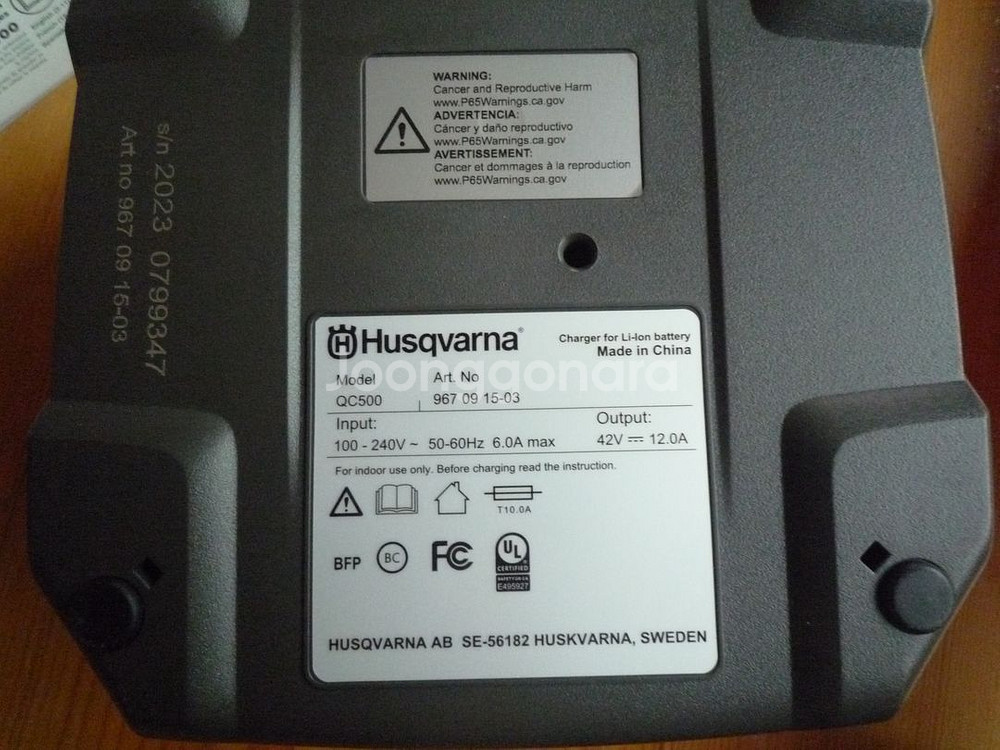 WARNING:
Cancer and Reproductive Harm
www.P65Warnings.ca.gov
ADVERTENCIA:
Cáncer y daño reproductivo
www.P65Warnings.ca.gov
AVERTISSEMENT:
Cancer et dommages à la reproduction
www.P65Warnings.ca.gov
s/n 2023 0799347
Art no 967 09 15-03
Husqvarna®
Charger for Li-Ion battery
Made in China
Joonggonara
Model Art. No
QC500 967 09 15-03
Input: Output:
100 - 240V ~ 50-60Hz 6.0A max 42V ⎓ 12.0A
For indoor use only. Before charging read the instruction.
T10.0A
BFP BC FC UL
CERTIFIED
SAFETY US-CA
E495927
HUSQVARNA AB SE-56182 HUSKVARNA, SWEDEN